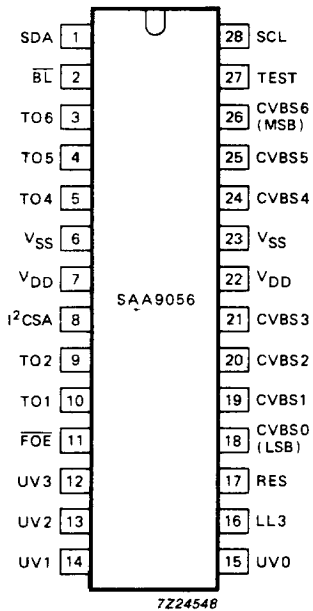 SDA 1 28 SCL
BL 2 27 TEST
TO6 3 26 CVBS6
(MSB)
TO5 4 25 CVBS5
TO4 5 24 CVBS4
VSS 6 23 VSS
VDD 7 22 VDD
SAA9056
I²CSA 8 21 CVBS3
TO2 9 20 CVBS2
TO1 10 19 CVBS1
FOE 11 18 CVBS0
(LSB)
UV3 12 17 RES
UV2 13 16 LL3
UV1 14 15 UV0
7Z24548